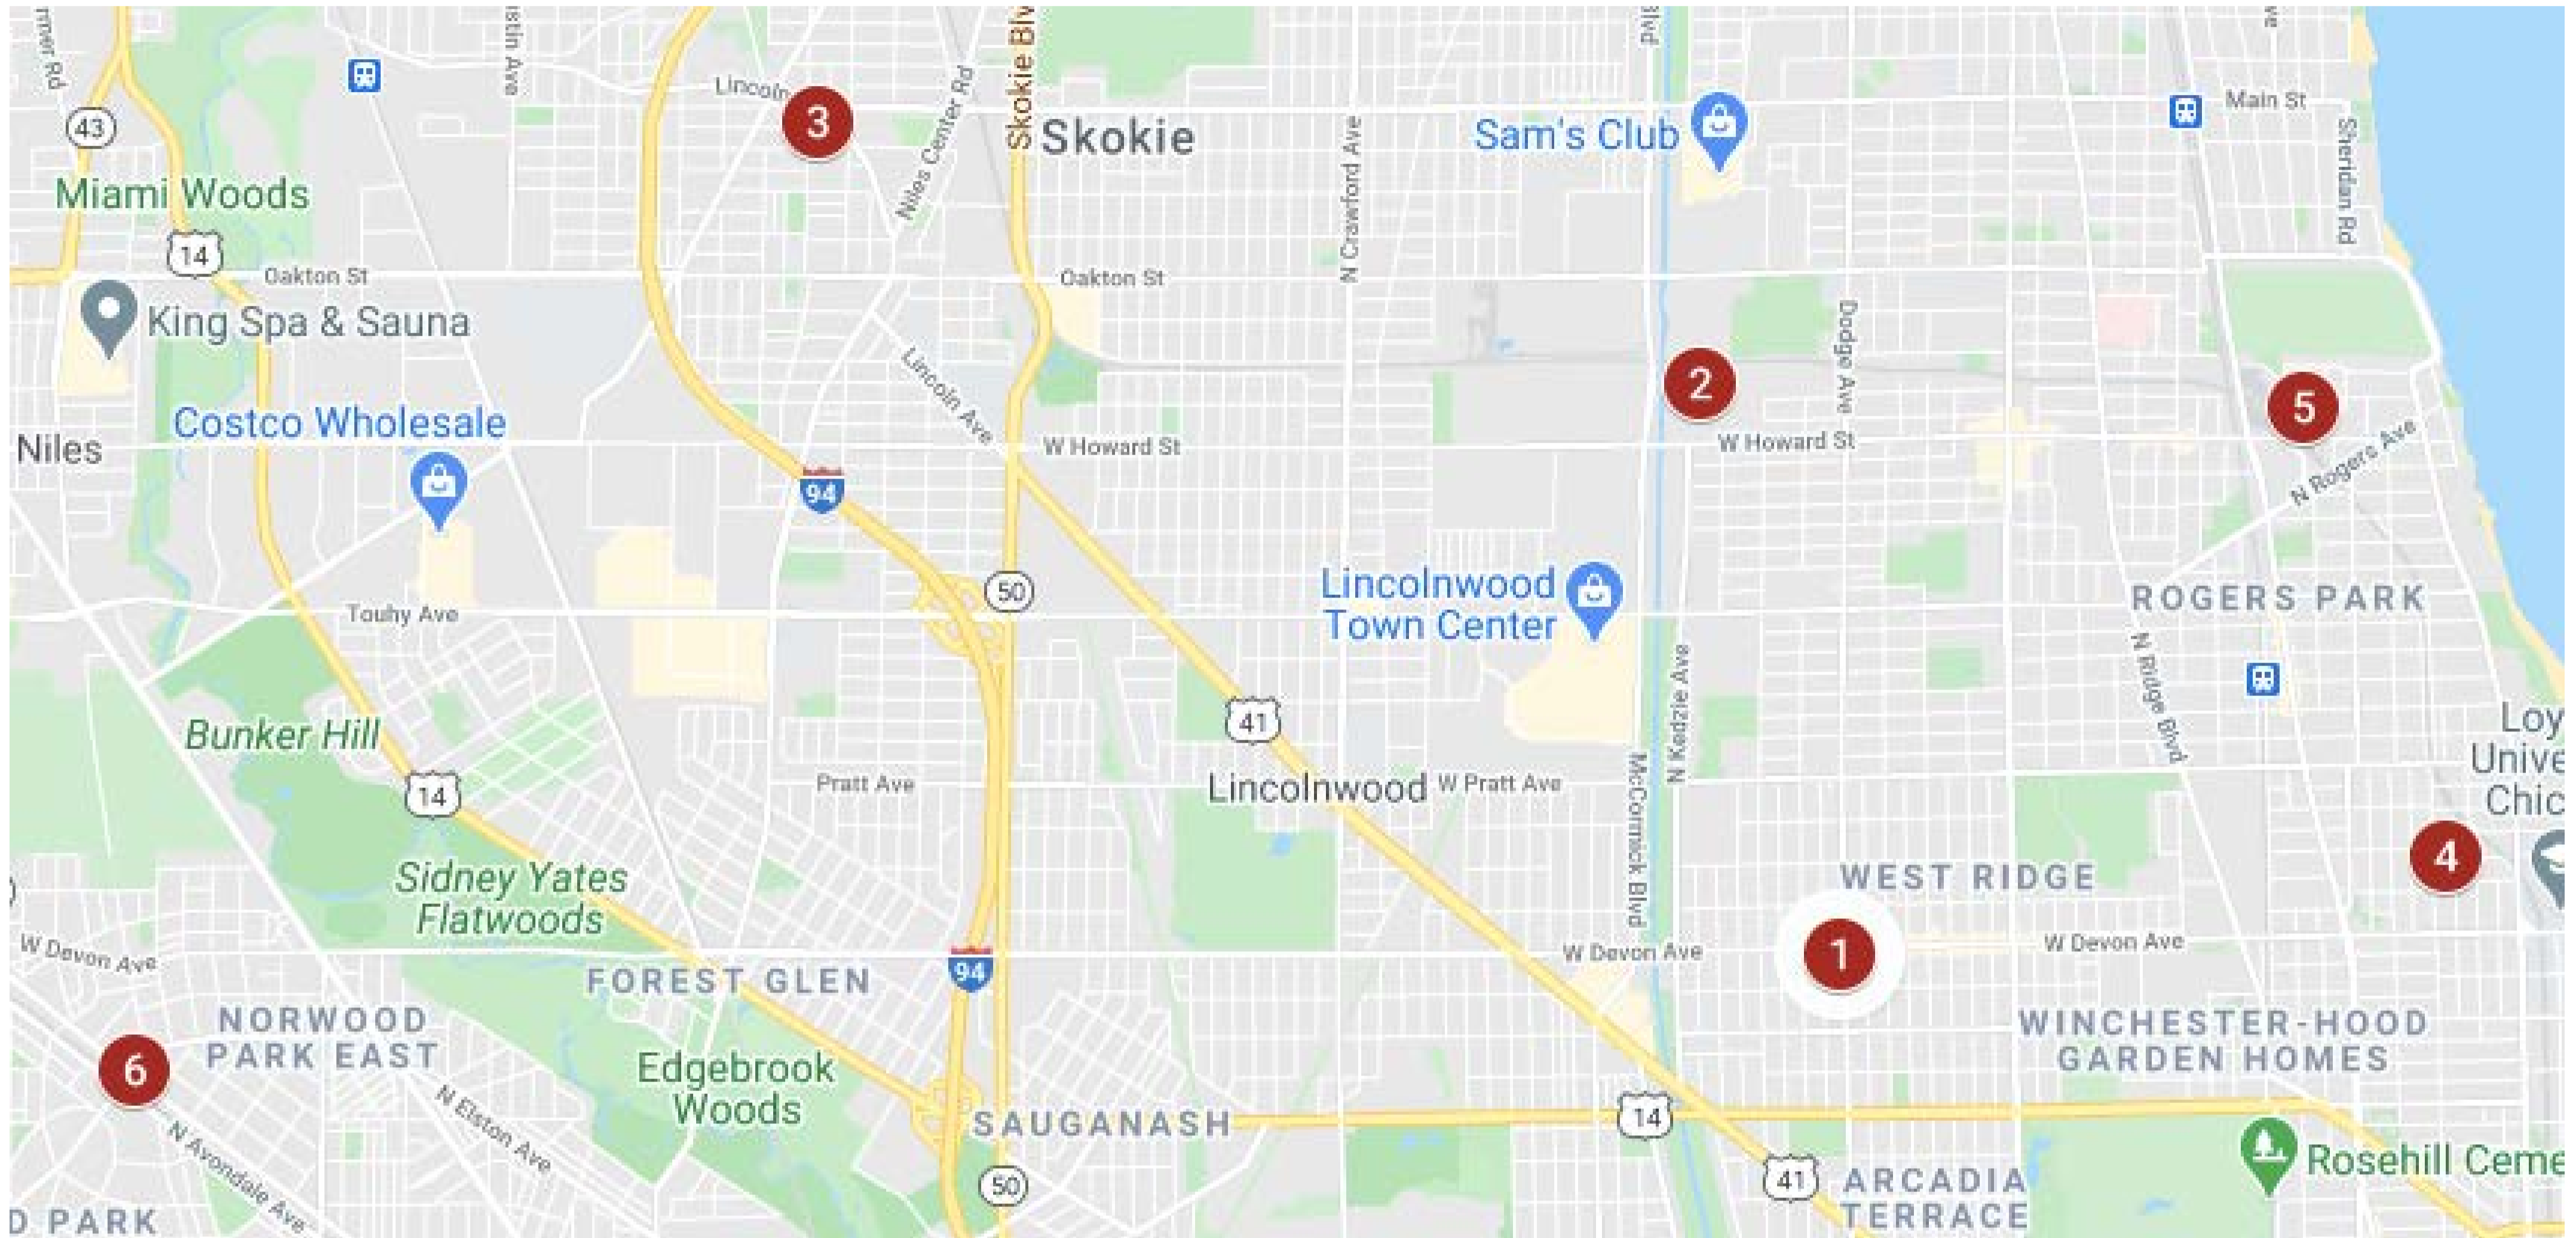 Skokie Blv
Lincoln
3
Niles Center Rd
Main St
43
Skokie
Sam's Club
N Crawford Ave
Sheridan Rd
Miami Woods
14
Oakton St
Oakton St
King Spa & Sauna
Dodge Ave
2
5
Lincoln Ave
Costco Wholesale
Niles
W Howard St
W Howard St
N Rogers Ave
94
50
Lincolnwood
Town Center
ROGERS PARK
Touhy Ave
N Kedzie Ave
N Ridge Blvd
Bunker Hill
41
Loy
Unive
Chic
14
Pratt Ave
Lincolnwood
W Pratt Ave
McCormick Blvd
4
Sidney Yates
Flatwoods
WEST RIDGE
W Devon Ave
W Devon Ave
1
W Devon Ave
FOREST GLEN
94
NORWOOD
PARK EAST
WINCHESTER-HOOD
GARDEN HOMES
6
Edgebrook
Woods
N Elston Ave
SAUGANASH
14
N Avondale Ave
50
41
ARCADIA
TERRACE
Rosehill Ceme
D PARK